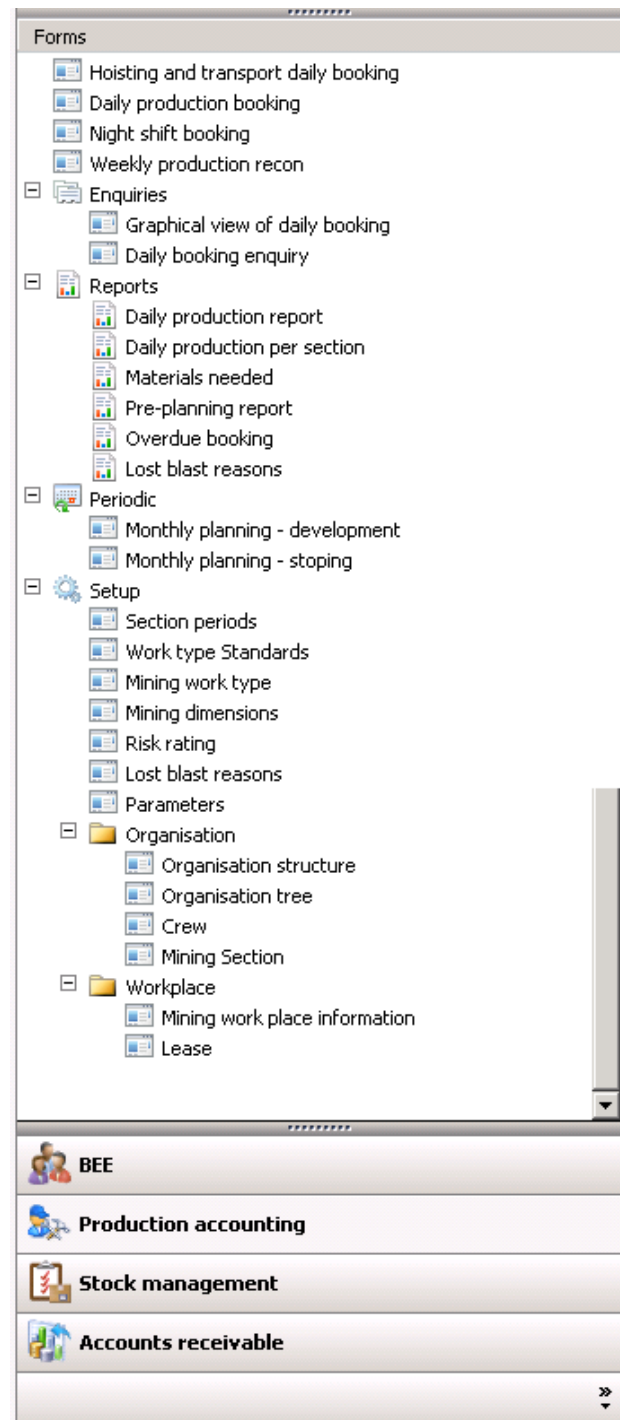 Forms
Hoisting and transport daily booking
Daily production booking
Night shift booking
Weekly production recon
Enquiries
Graphical view of daily booking
Daily booking enquiry
Reports
Daily production report
Daily production per section
Materials needed
Pre-planning report
Overdue booking
Lost blast reasons
Periodic
Monthly planning - development
Monthly planning - stoping
Setup
Section periods
Work type Standards
Mining work type
Mining dimensions
Risk rating
Lost blast reasons
Parameters
Organisation
Organisation structure
Organisation tree
Crew
Mining Section
Workplace
Mining work place information
Lease
BEE
Production accounting
Stock management
Accounts receivable